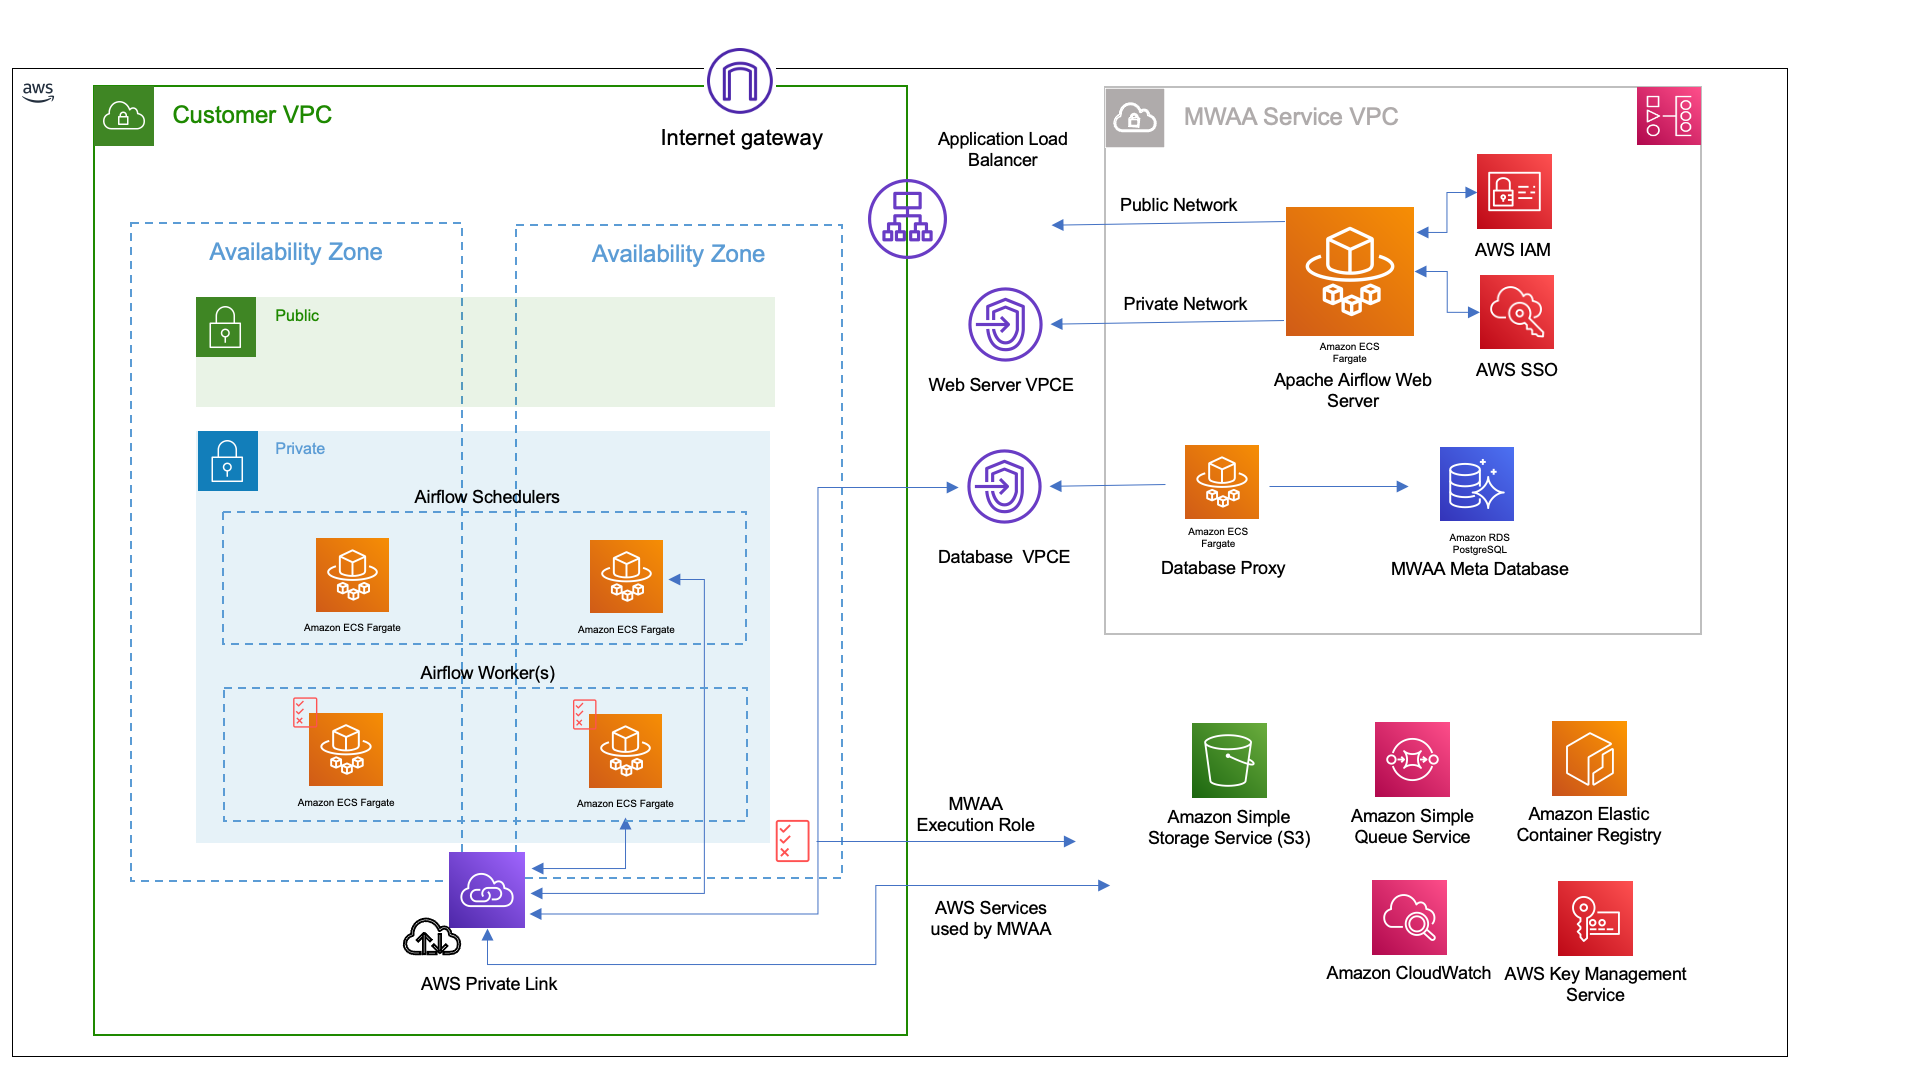 aws
Customer VPC
Internet gateway
Application Load
Balancer
MWAA Service VPC
Availability Zone
Availability Zone
Public Network
AWS IAM
Public
Private Network
Amazon ECS
Fargate
Apache Airflow Web
Server
AWS SSO
Web Server VPCE
Private
Airflow Schedulers
Amazon ECS Fargate
Amazon ECS Fargate
Database  VPCE
Amazon ECS
Fargate
Database Proxy
Amazon RDS
PostgreSQL
MWAA Meta Database
Airflow Worker(s)
Amazon ECS Fargate
Amazon ECS Fargate
MWAA
Execution Role
Amazon Simple
Storage Service (S3)
Amazon Simple
Queue Service
Amazon Elastic
Container Registry
AWS Services
used by MWAA
AWS Private Link
Amazon CloudWatch
AWS Key Management
Service